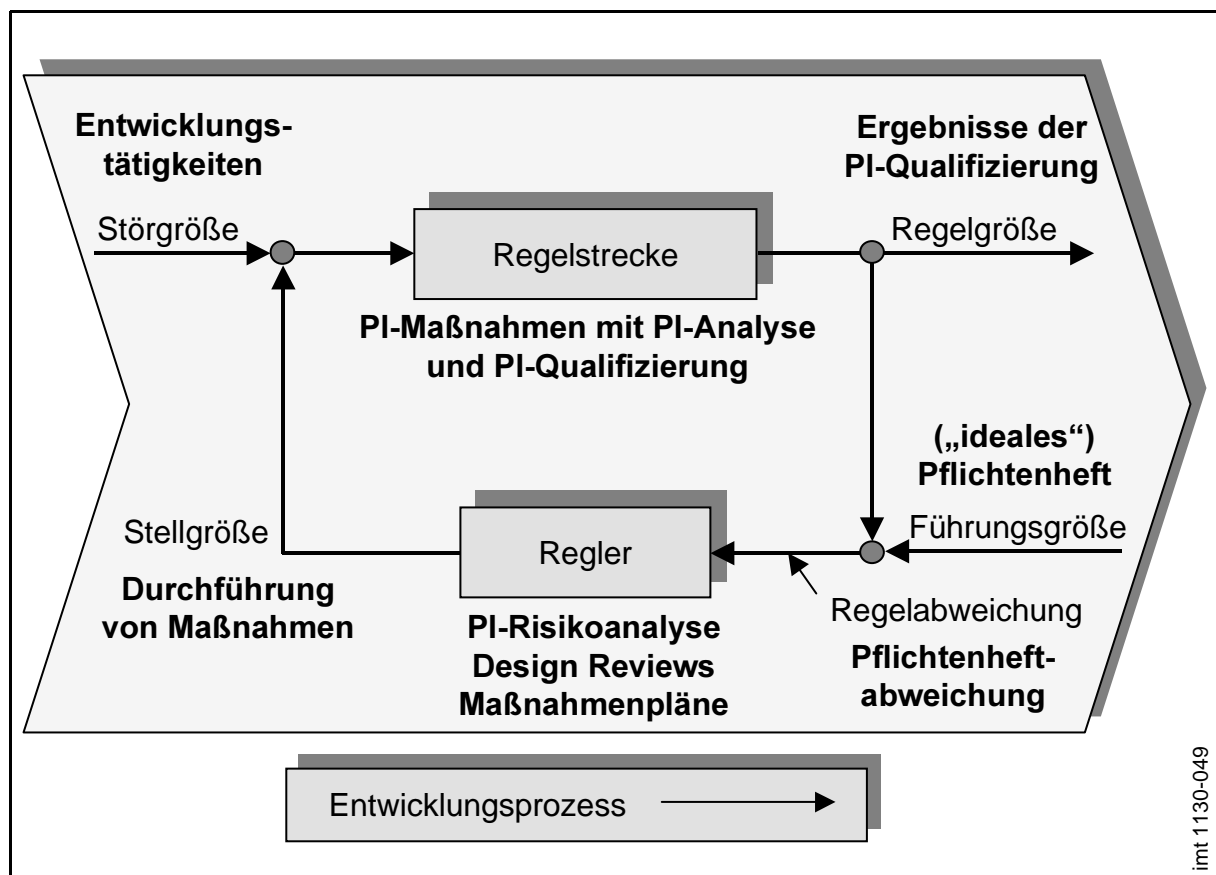 Entwicklungs-
tätigkeiten
Ergebnisse der
PI-Qualifizierung
Störgröße
Regelstrecke
Regelgröße
PI-Maßnahmen mit PI-Analyse
und PI-Qualifizierung
(„ideales“)
Pflichtenheft
Stellgröße
Regler
Führungsgröße
Durchführung
von Maßnahmen
PI-Risikoanalyse
Design Reviews
Maßnahmenpläne
Regelabweichung
Pflichtenheft-
abweichung
Entwicklungsprozess
imt 1130-049